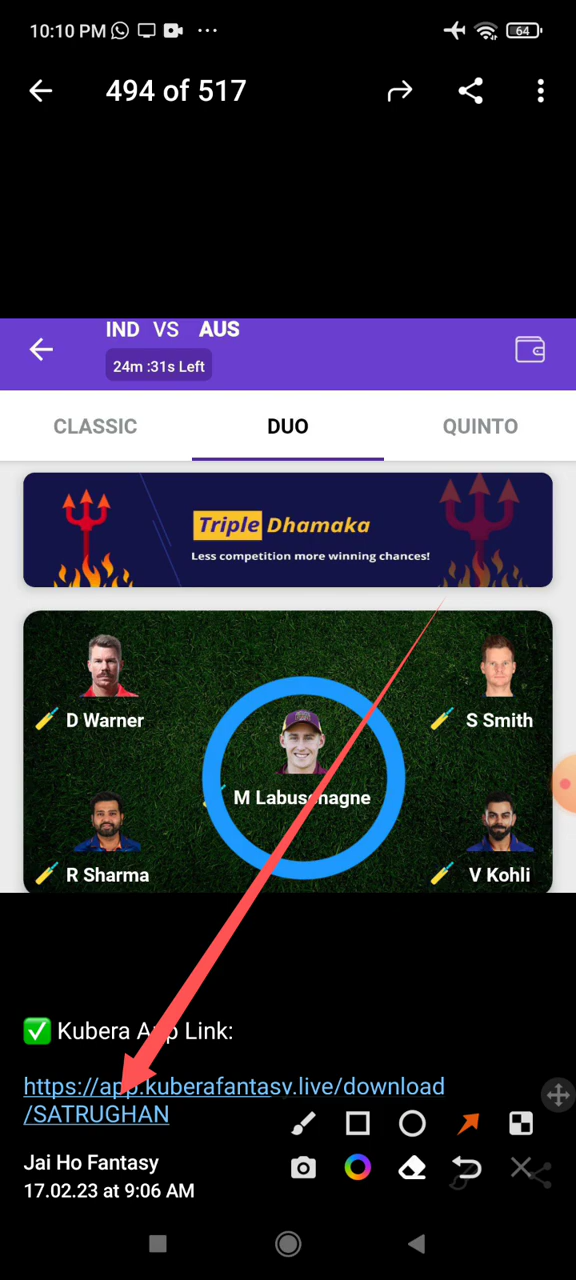 10:10 PM
64
494 of 517
IND VS AUS
24m :31s Left
CLASSIC DUO QUINTO
Triple Dhamaka
Less competition more winning chances!
D Warner
S Smith
M Labuschagne
R Sharma
V Kohli
✅ Kubera App Link:
https://app.kuberafantasy.live/download
/SATRUGHAN
Jai Ho Fantasy
17.02.23 at 9:06 AM